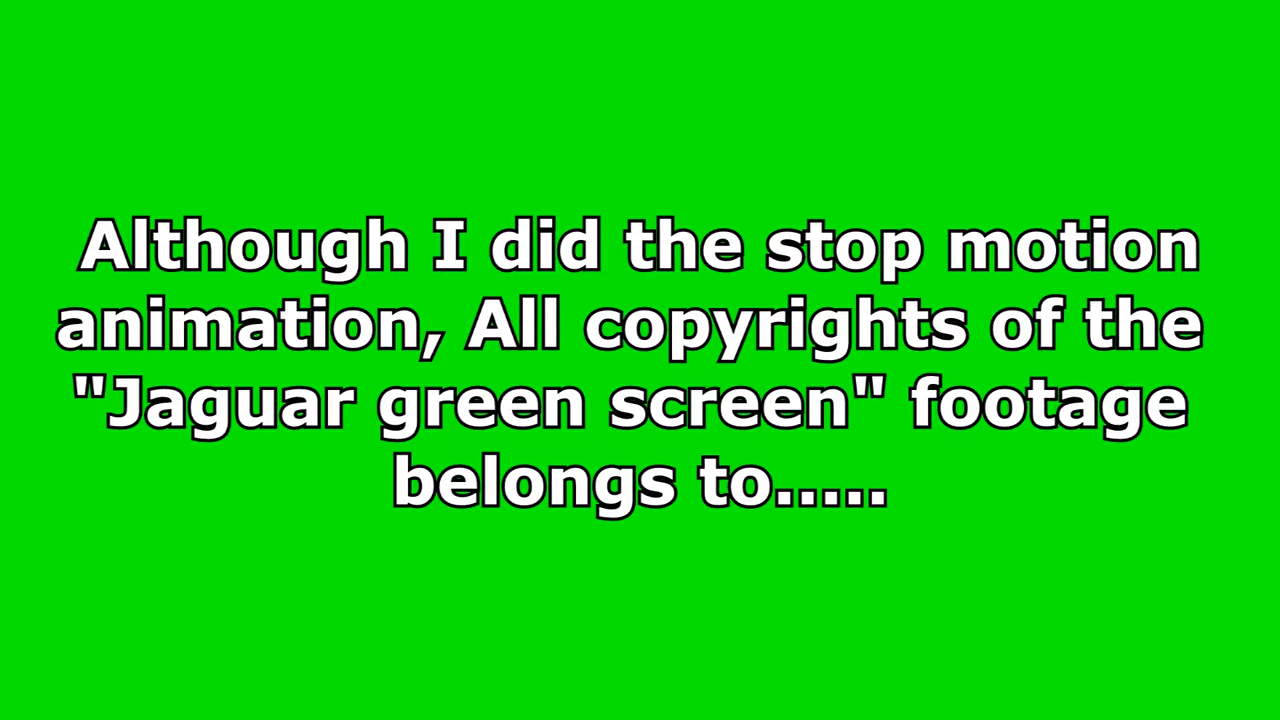 Although I did the stop motion
animation, All copyrights of the
"Jaguar green screen" footage
belongs to.....